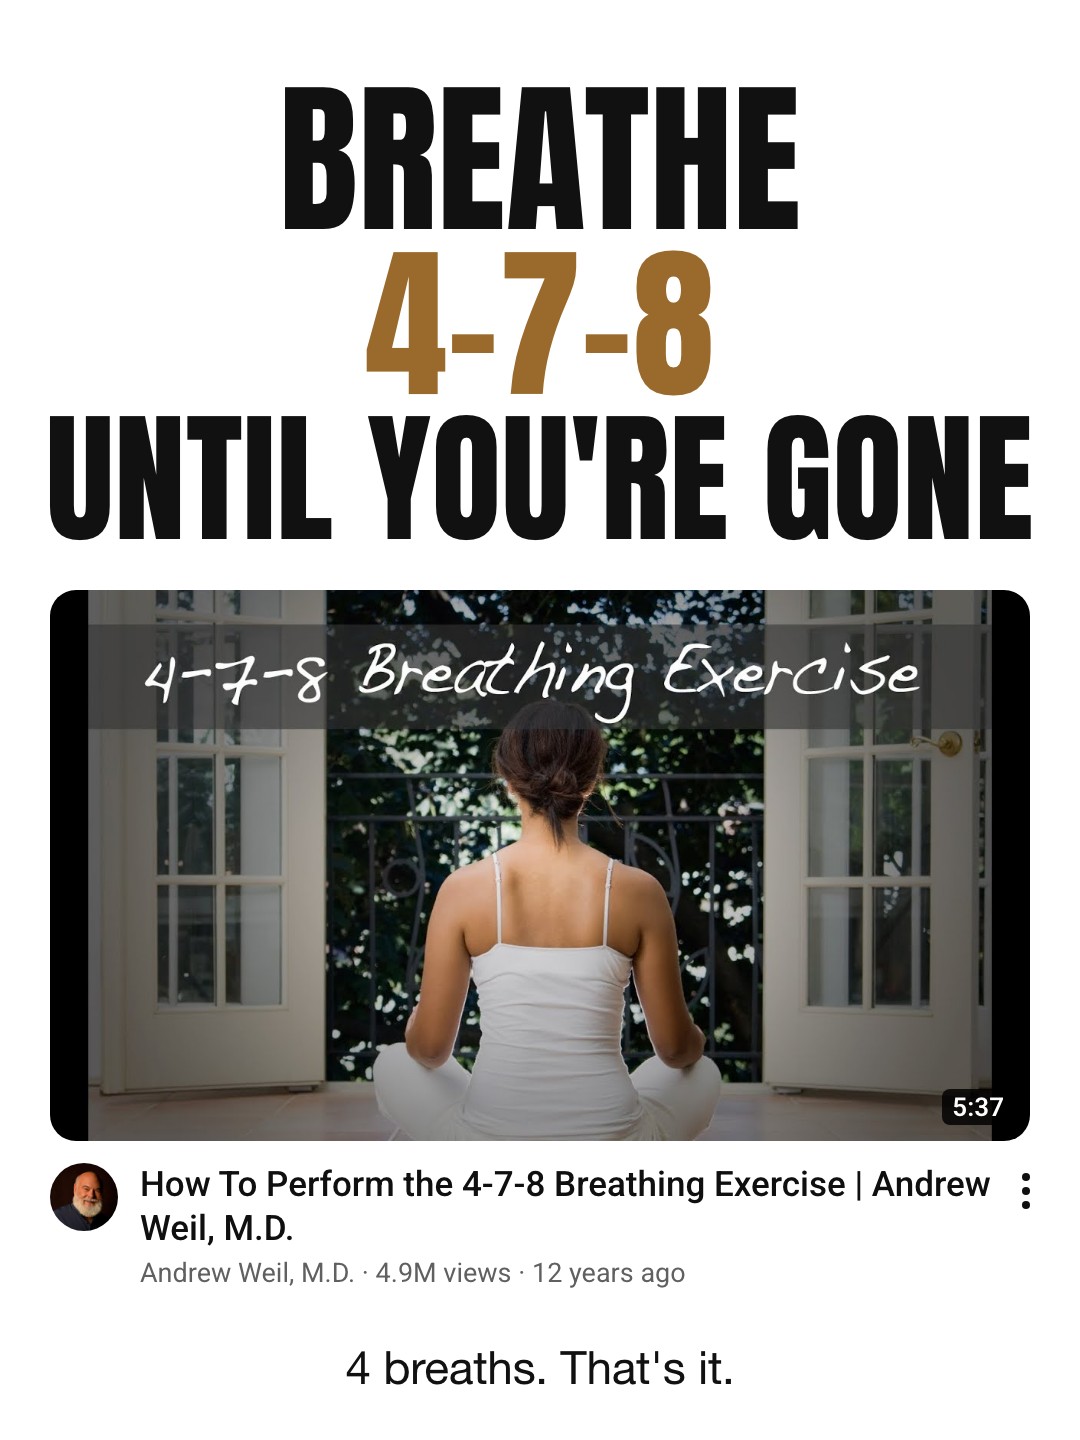 BREATHE
4-7-8
UNTIL YOU'RE GONE
4-7-8 Breathing Exercise
5:37
How To Perform the 4-7-8 Breathing Exercise | Andrew
Weil, M.D.
Andrew Weil, M.D. · 4.9M views · 12 years ago
4 breaths. That's it.